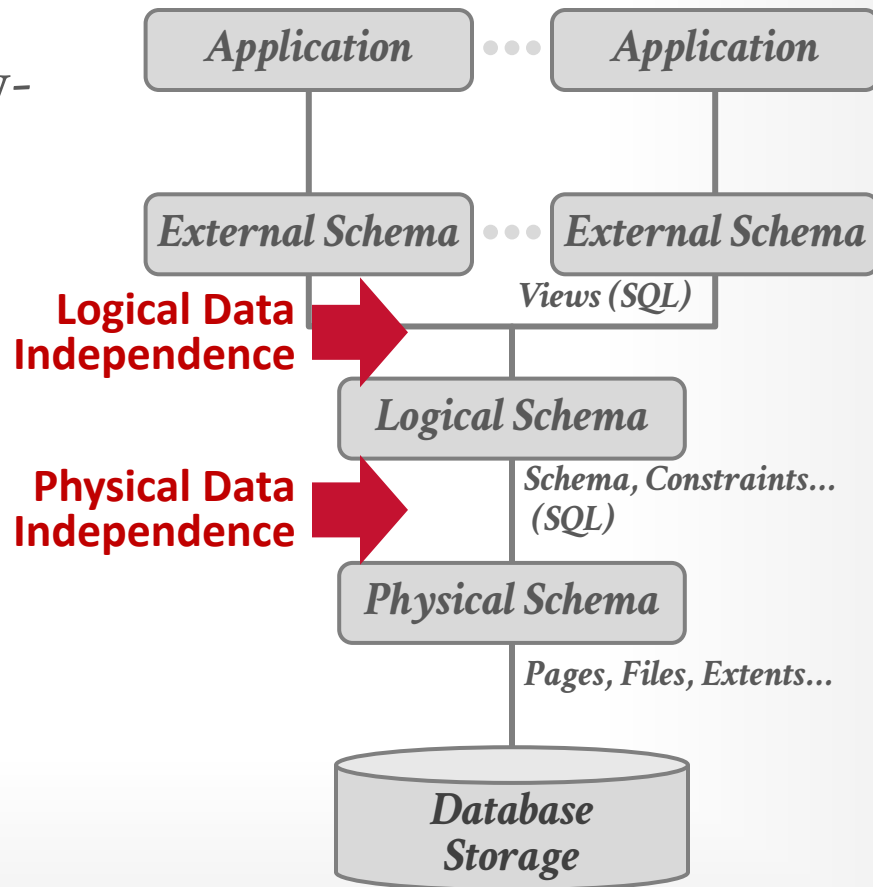 Application
Application
External Schema
External Schema
Views (SQL)
Logical Data
Independence
Logical Schema
Schema, Constraints...
(SQL)
Physical Data
Independence
Physical Schema
Pages, Files, Extents...
Database
Storage